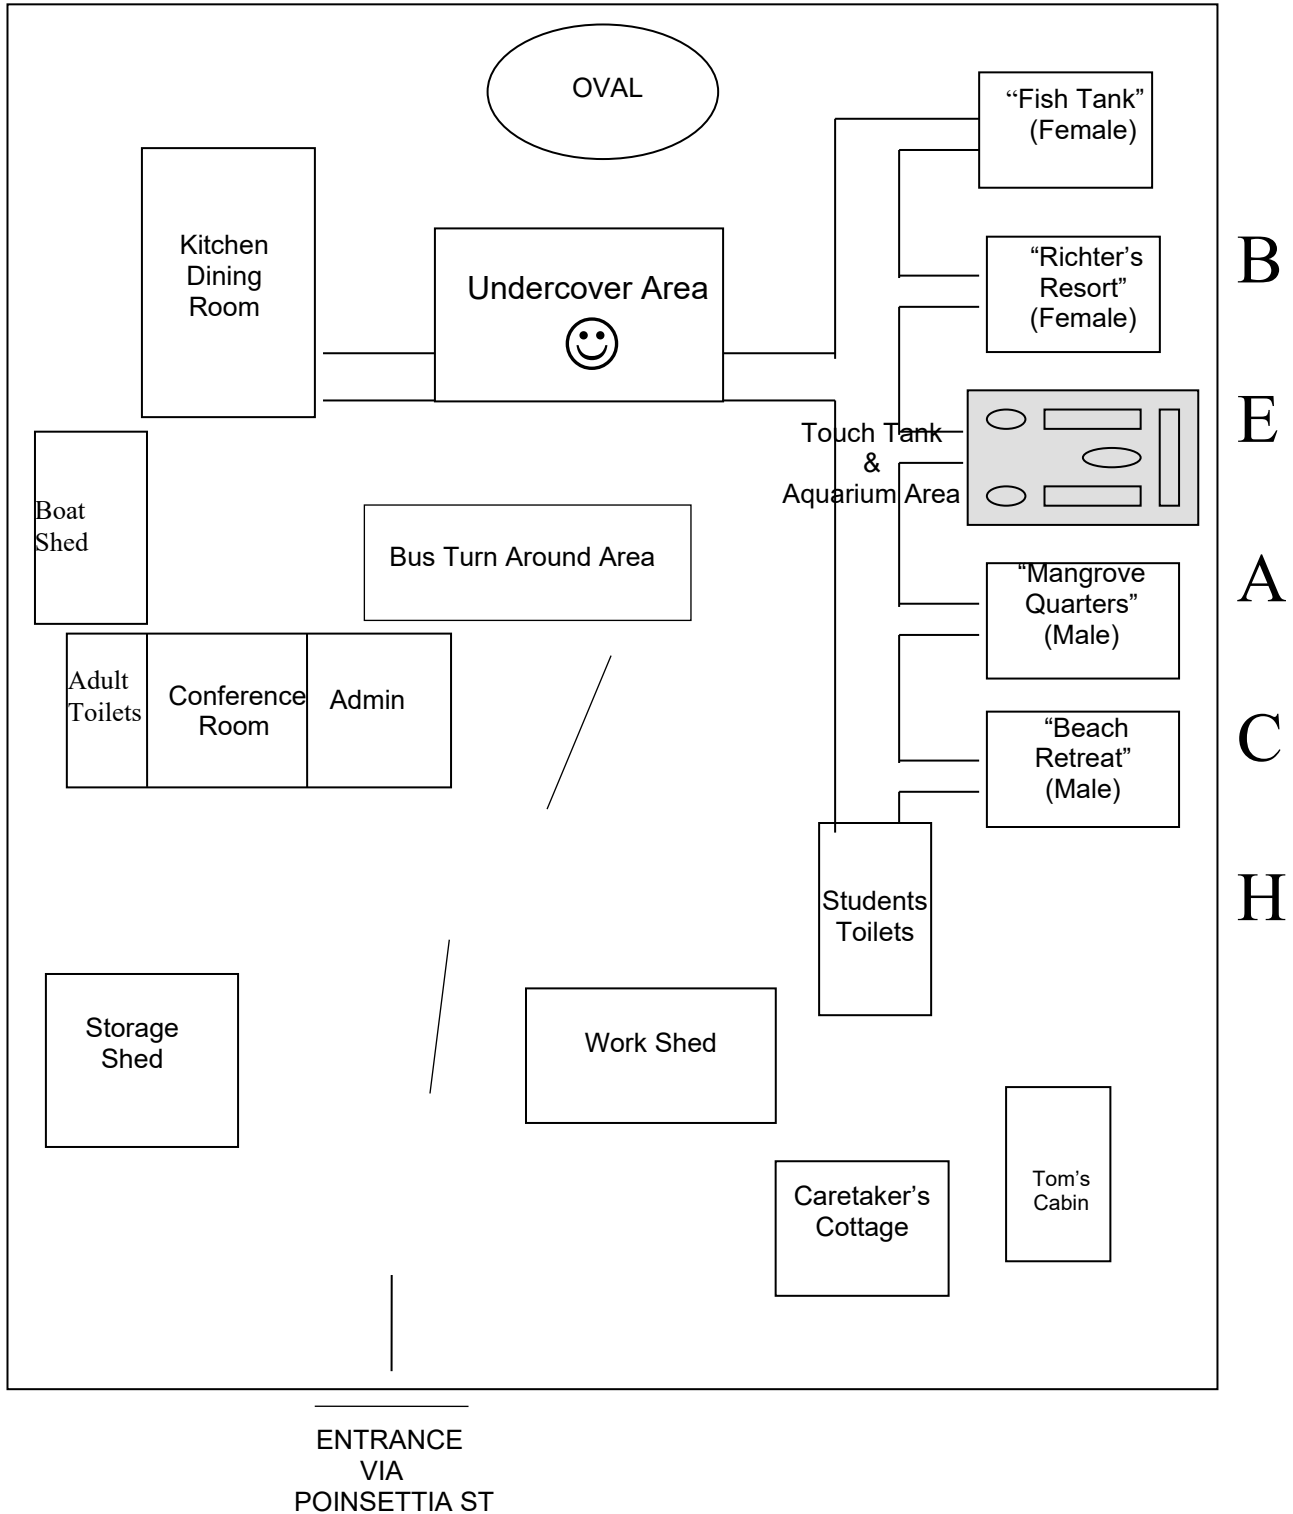 OVAL
“Fish Tank”
(Female)
Kitchen
Dining
Room
Undercover Area
“Richter’s
Resort”
(Female)
B
E
A
C
H
Touch Tank
&
Aquarium Area
Boat
Shed
Bus Turn Around Area
“Mangrove
Quarters”
(Male)
Adult
Toilets
Conference
Room
Admin
“Beach
Retreat”
(Male)
Students
Toilets
Storage
Shed
Work Shed
Caretaker’s
Cottage
Tom’s
Cabin
ENTRANCE
VIA
POINSETTIA ST